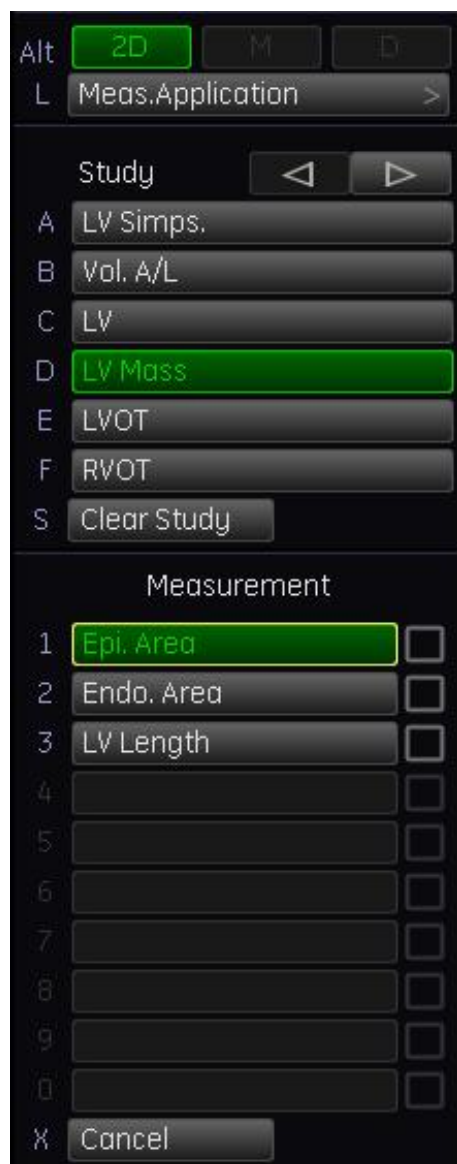 Alt 2D M D
L Meas.Application >
Study
A LV Simps.
B Vol. A/L
C LV
D LV Mass
E LVOT
F RVOT
S Clear Study
Measurement
1 Epi. Area
2 Endo. Area
3 LV Length
4
5
6
7
8
9
0
X Cancel